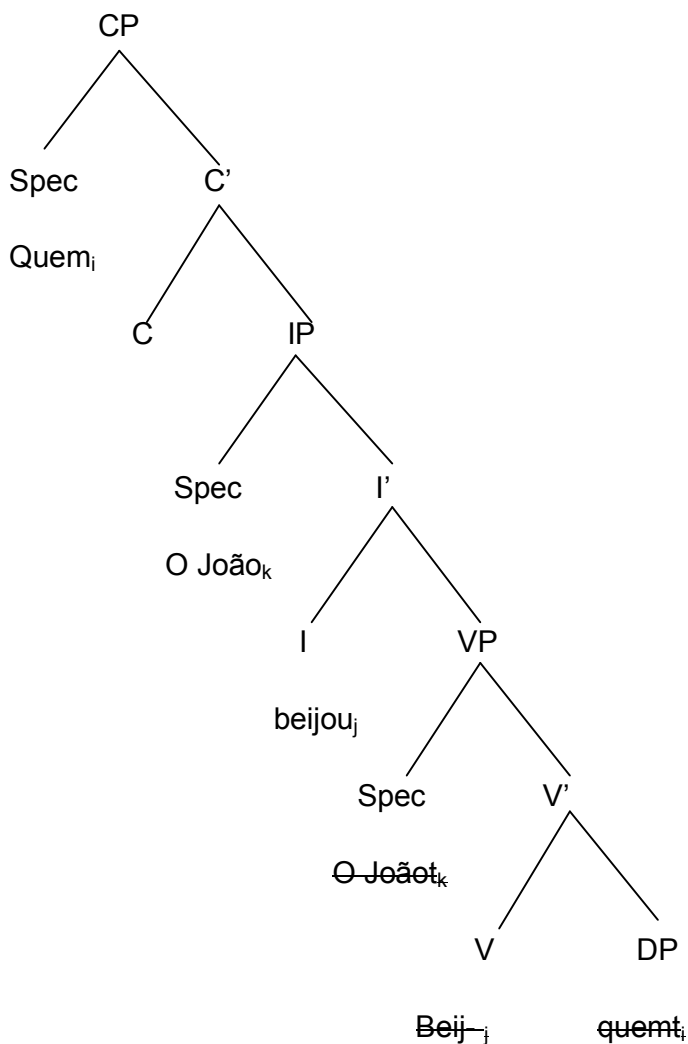 CP
Spec C’
Quemᵢ
C IP
Spec I’
O Joãoₖ
I VP
beijouⱼ
Spec V’
O Joãotₖ
V DP
Beij- ⱼ quemtᵢ